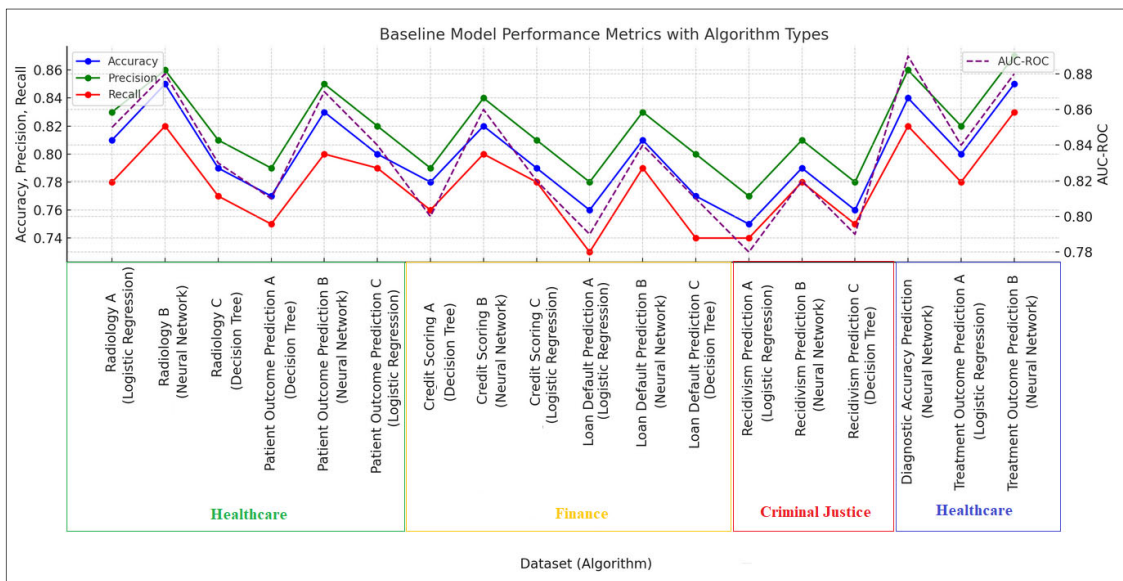 Baseline Model Performance Metrics with Algorithm Types
Accuracy
Precision
Recall
AUC-ROC
Accuracy, Precision, Recall
0.86
0.84
0.82
0.80
0.78
0.76
0.74
0.88
0.86
0.84
0.82
0.80
0.78
AUC-ROC
Radiology A
(Logistic Regression)
Radiology B
(Neural Network)
Radiology C
(Decision Tree)
Patient Outcome Prediction A
(Decision Tree)
Patient Outcome Prediction B
(Neural Network)
Patient Outcome Prediction C
(Logistic Regression)
Credit Scoring A
(Decision Tree)
Credit Scoring B
(Neural Network)
Credit Scoring C
(Logistic Regression)
Loan Default Prediction A
(Logistic Regression)
Loan Default Prediction B
(Neural Network)
Loan Default Prediction C
(Decision Tree)
Recidivism Prediction A
(Logistic Regression)
Recidivism Prediction B
(Neural Network)
Recidivism Prediction C
(Decision Tree)
Diagnostic Accuracy Prediction
(Neural Network)
Treatment Outcome Prediction A
(Logistic Regression)
Treatment Outcome Prediction B
(Neural Network)
Healthcare
Finance
Criminal Justice
Healthcare
Dataset (Algorithm)